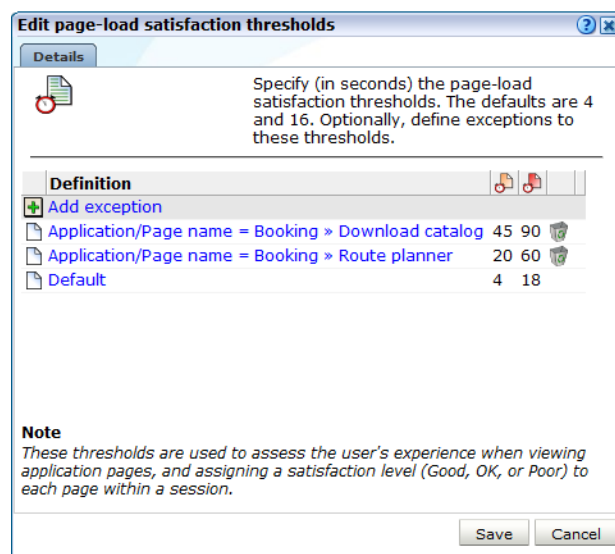 Edit page-load satisfaction thresholds
Details
Specify (in seconds) the page-load
satisfaction thresholds. The defaults are 4
and 16. Optionally, define exceptions to
these thresholds.
Definition
Add exception
Application/Page name = Booking » Download catalog 45 90
Application/Page name = Booking » Route planner 20 60
Default 4 18
Note
These thresholds are used to assess the user's experience when viewing
application pages, and assigning a satisfaction level (Good, OK, or Poor) to
each page within a session.
Save Cancel